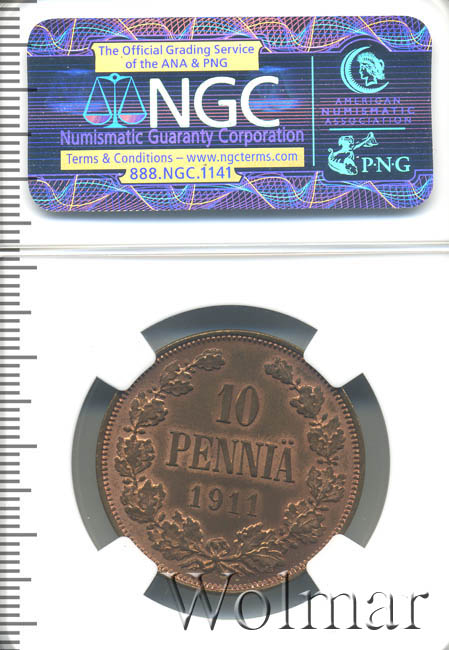 The Official Grading Service
of the ANA & PNG
NGC
Numismatic Guaranty Corporation
Terms & Conditions – www.ngcterms.com
888.NGC.1141
AMERICAN
NUMISMATIC
ASSOCIATION
P·N·G
10
PENNIÄ
1911
Wolmar